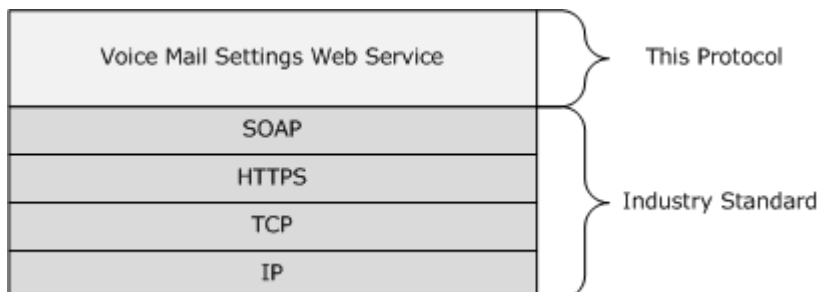 Voice Mail Settings Web Service
This Protocol
SOAP
HTTPS
TCP
Industry Standard
IP